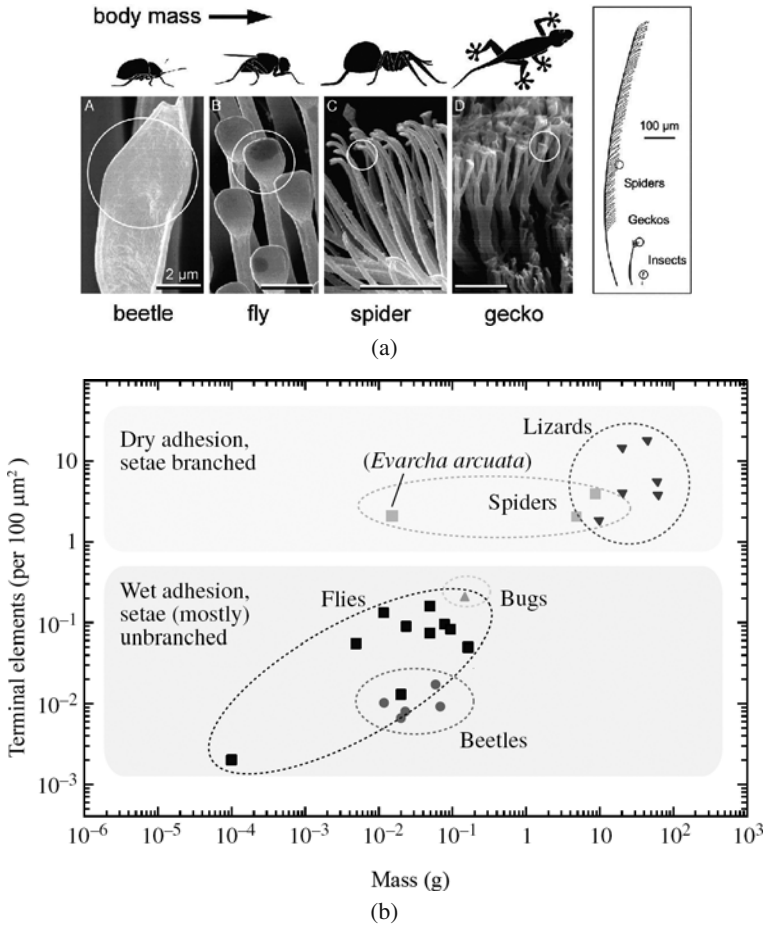 body mass
A
B
C
D
2 μm
beetle
fly
spider
gecko
100 μm
Spiders
Geckos
Insects
(a)
Terminal elements (per 100 μm²)
10
1
10⁻¹
10⁻²
10⁻³
Dry adhesion,
setae branched
(Evarcha arcuata)
Lizards
Spiders
Wet adhesion,
setae (mostly)
unbranched
Flies
Bugs
Beetles
10⁻⁶ 10⁻⁵ 10⁻⁴ 10⁻³ 10⁻² 10⁻¹ 1 10 10² 10³
Mass (g)
(b)